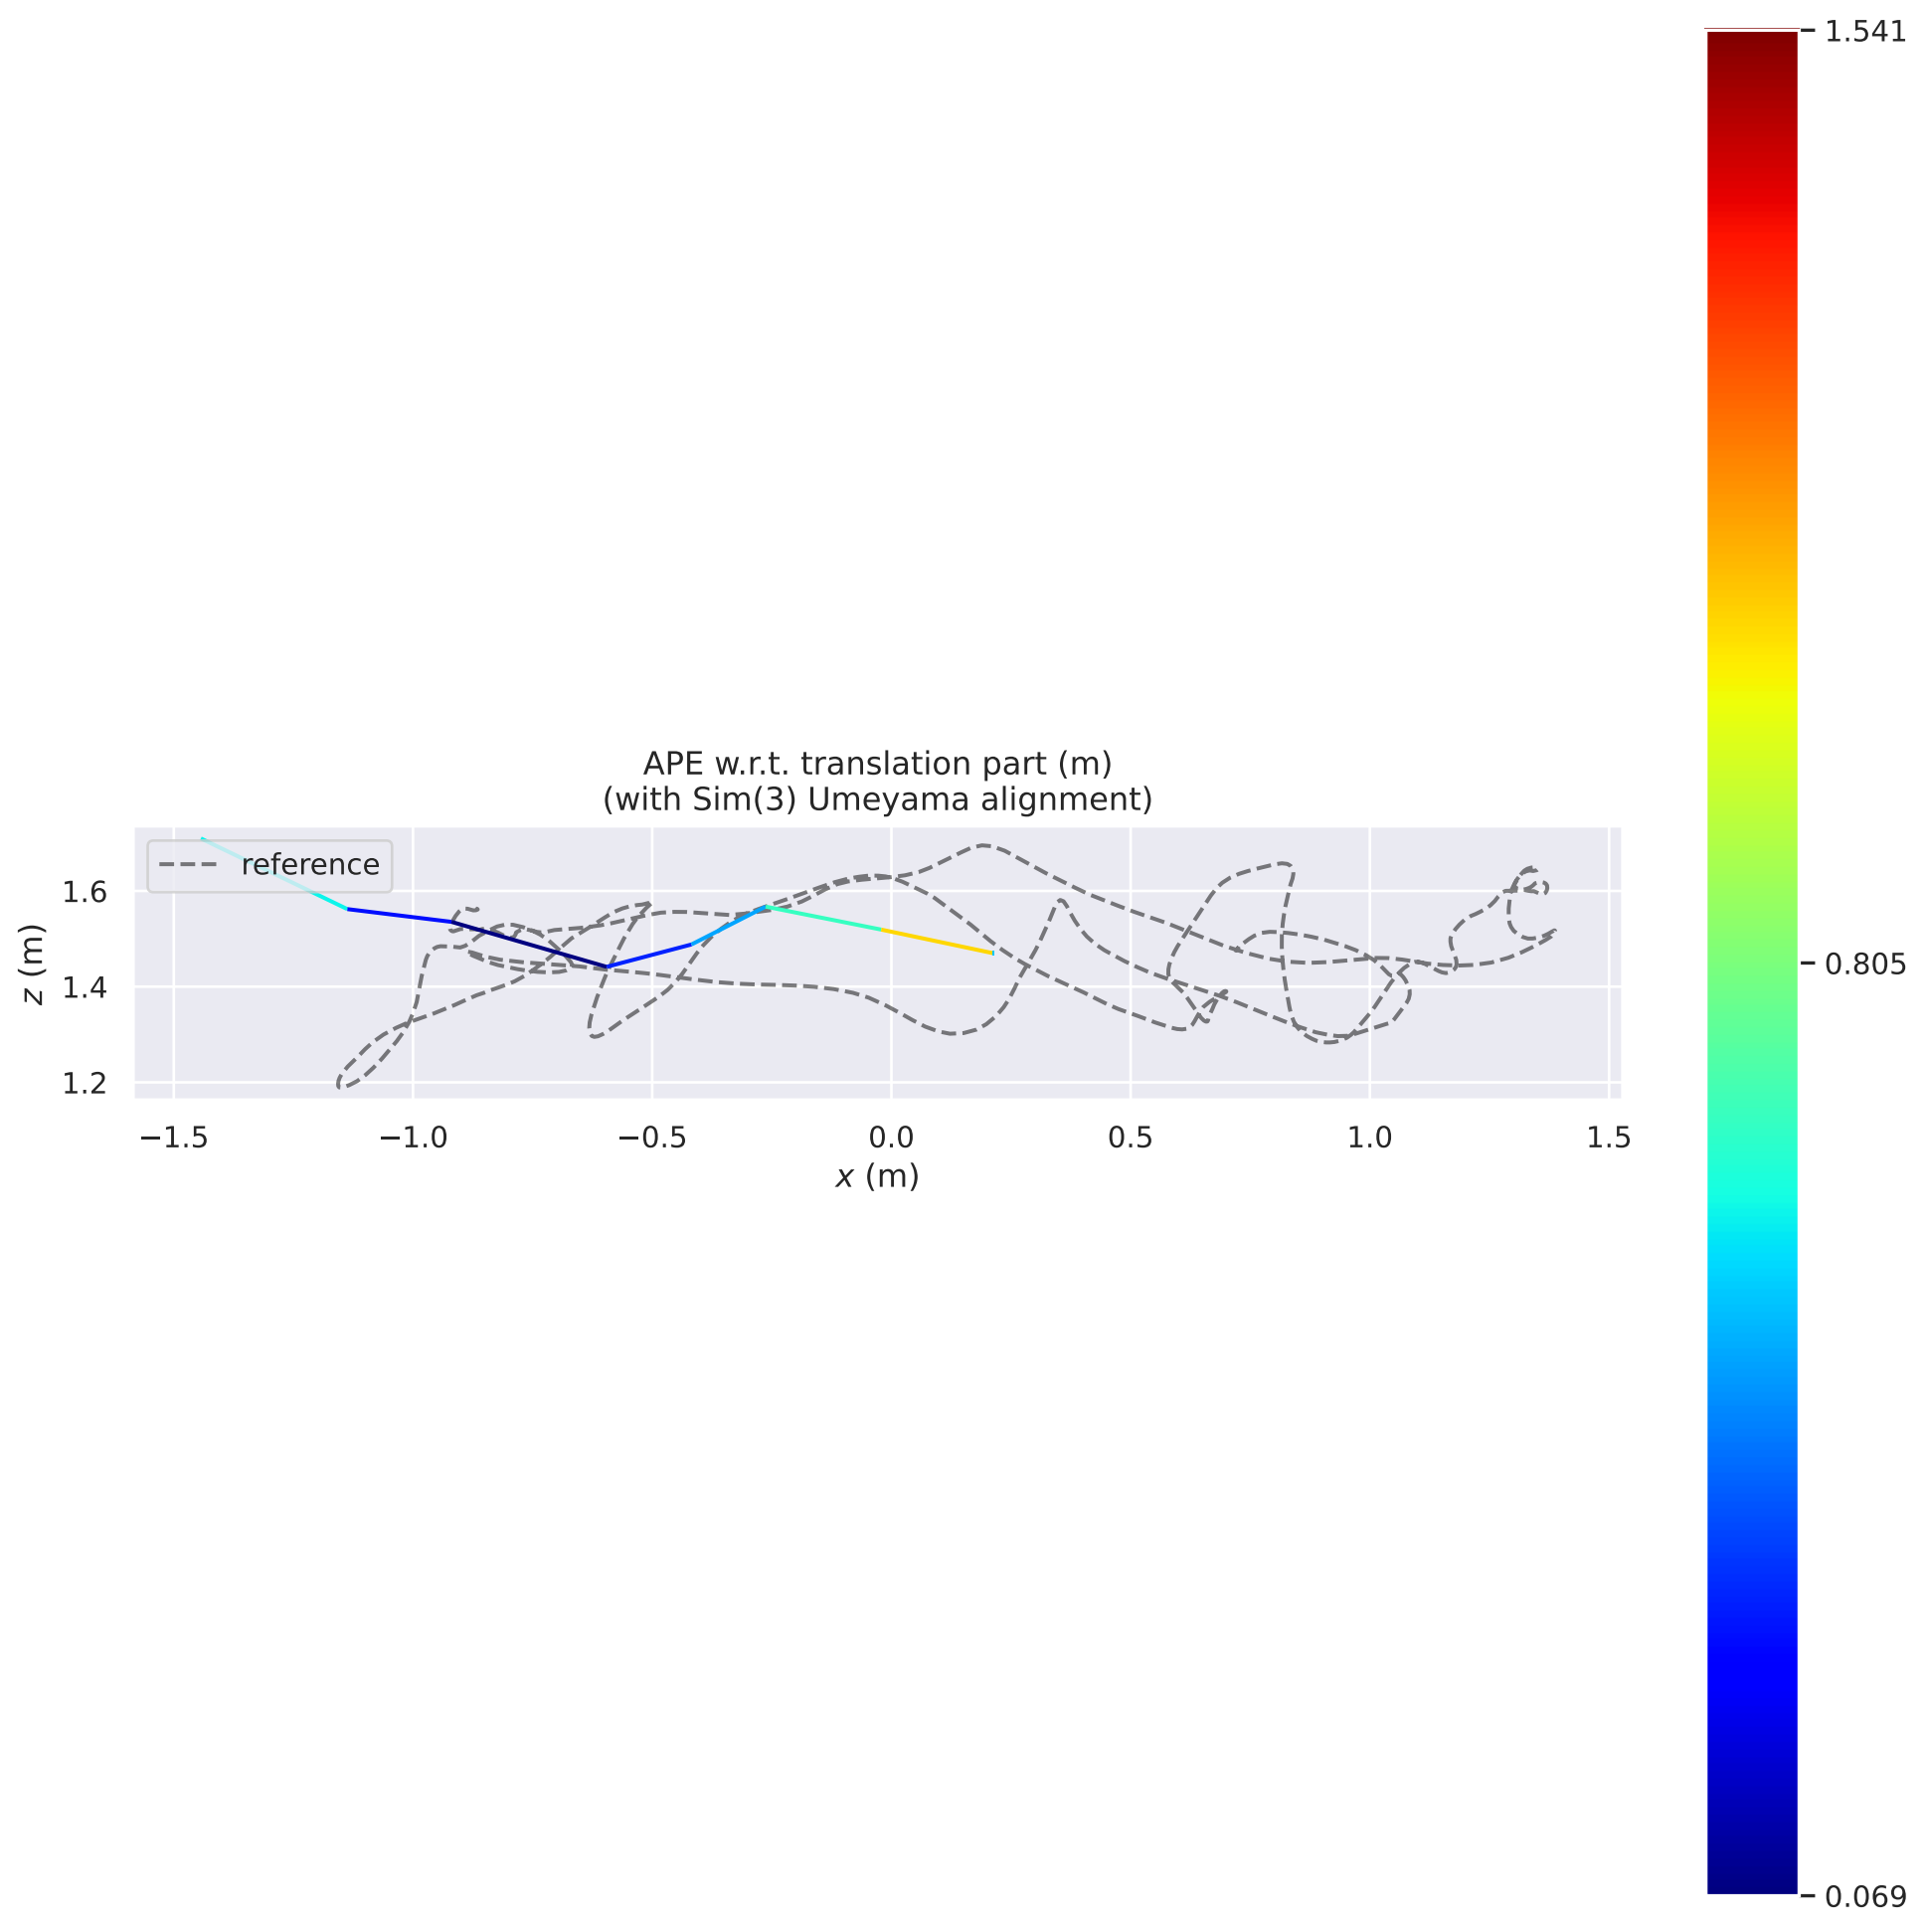 1.541
APE w.r.t. translation part (m)
(with Sim(3) Umeyama alignment)
reference
1.6
1.4
1.2
z (m)
−1.5 −1.0 −0.5 0.0 0.5 1.0 1.5
x (m)
0.805
0.069